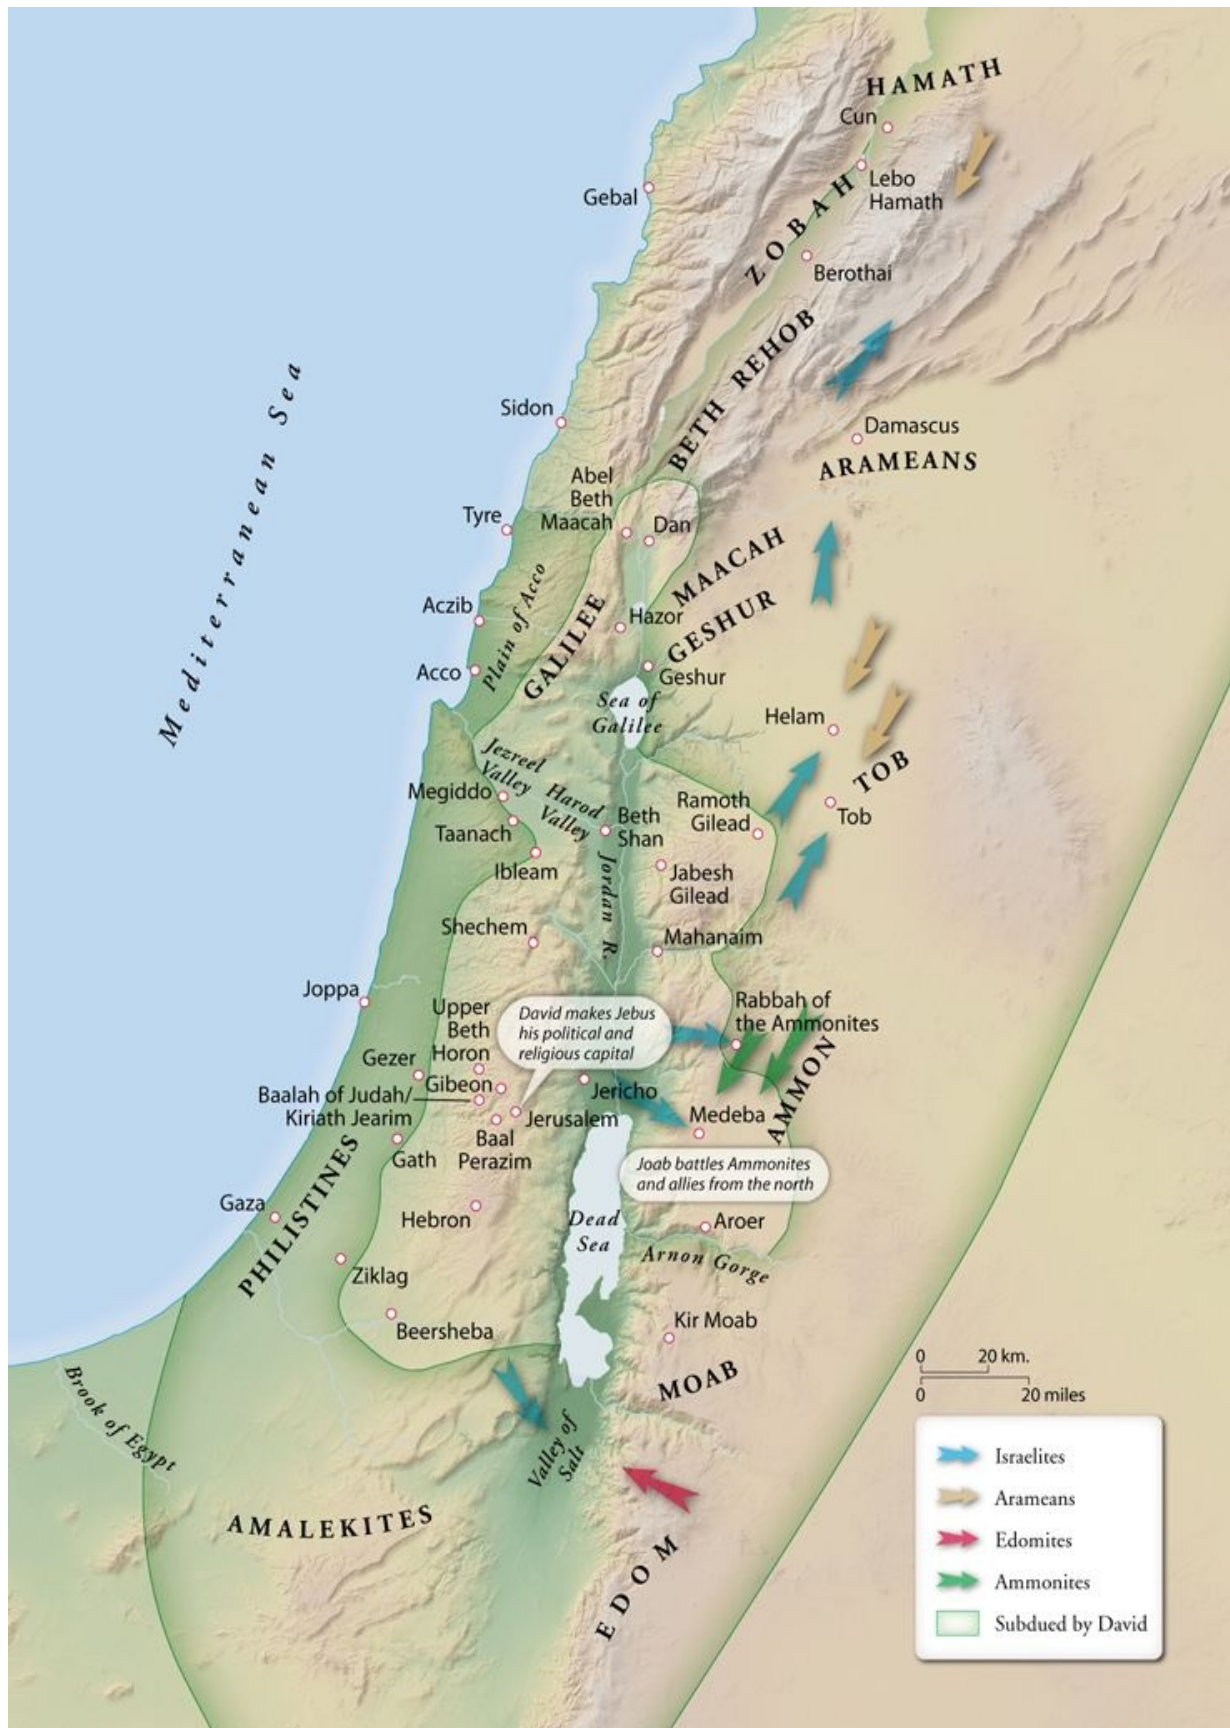 HAMATH
Cun
Lebo
Hamath
Gebal
ZOBAH
Berothai
BETH REHOB
Mediterranean Sea
Sidon
Damascus
ARAMEANS
Abel
Beth
Maacah
Tyre
Dan
MAACAH
Plain of Acco
Aczib
GALILEE
Hazor
GESHUR
Acco
Geshur
Sea of
Galilee
Helam
Jezreel
Valley
TOB
Megiddo
Harod
Valley
Ramoth
Gilead
Beth
Shan
Tob
Taanach
Ibleam
Jordan R.
Jabesh
Gilead
Shechem
Mahanaim
Joppa
Upper
Beth
Horon
David makes Jebus
his political and
religious capital
Rabbah of
the Ammonites
Gezer
Gibeon
Jericho
AMMON
Baalah of Judah/
Kiriath Jearim
Jerusalem
Medeba
Baal
Perazim
Gath
PHILISTINES
Joab battles Ammonites
and allies from the north
Gaza
Hebron
Dead
Sea
Aroer
Arnon Gorge
Ziklag
Beersheba
Kir Moab
MOAB
Brook of Egypt
Valley of
Salt
AMALEKITES
EDOM
0 20 km.
0 20 miles
Israelites
Arameans
Edomites
Ammonites
Subdued by David